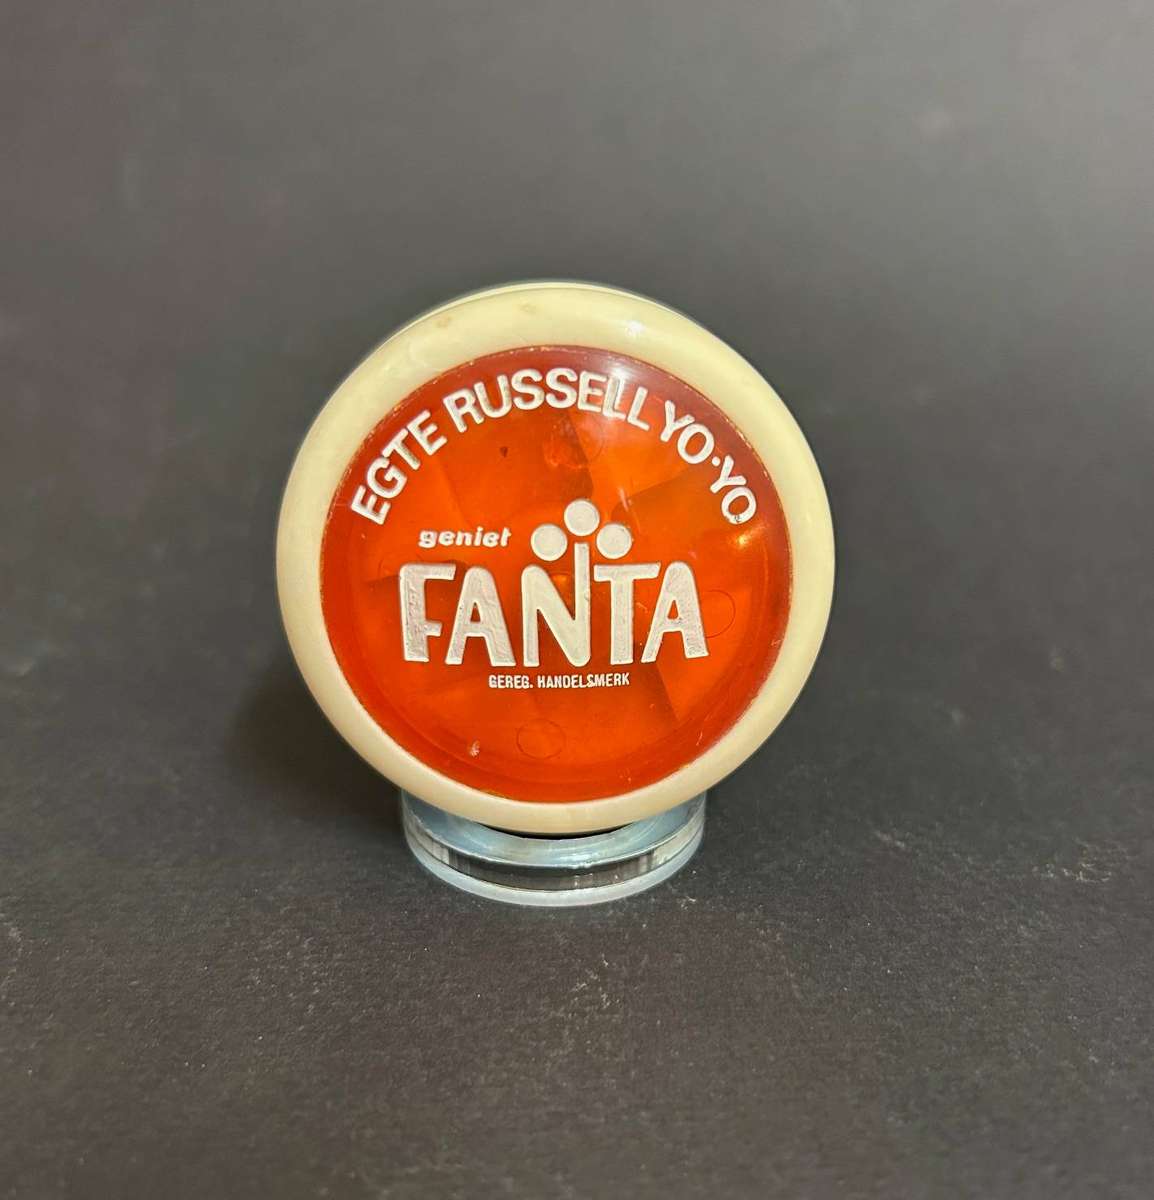 EGTE RUSSELL YO-YO
geniet
FANTA
GEREG. HANDELSMERK